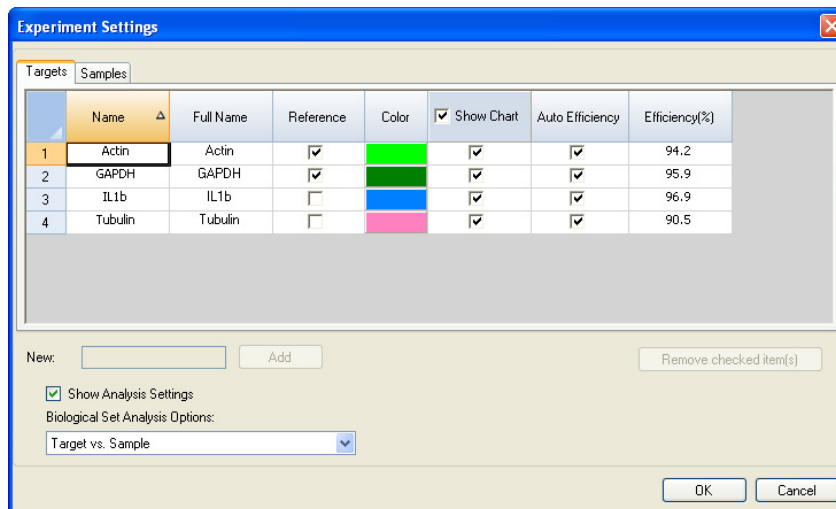 Experiment Settings
Targets Samples
Name Full Name Reference Color Show Chart Auto Efficiency Efficiency(%)
1 Actin Actin 94.2
2 GAPDH GAPDH 95.9
3 IL1b IL1b 96.9
4 Tubulin Tubulin 90.5
New: Add Remove checked item(s)
Show Analysis Settings
Biological Set Analysis Options:
Target vs. Sample
OK Cancel